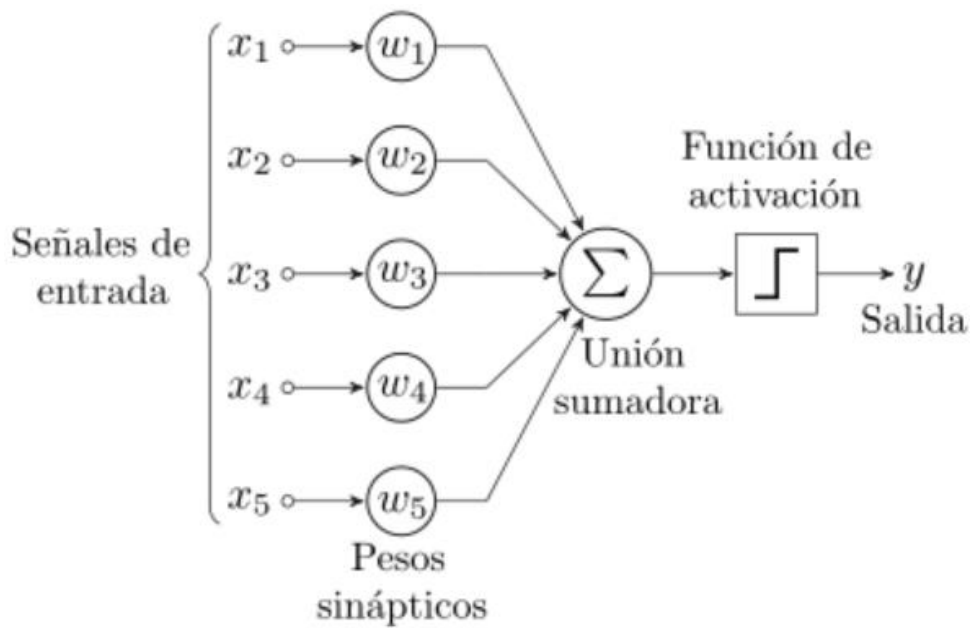 Señales de
entrada
x1
x2
x3
x4
x5
w1
w2
w3
w4
w5
Pesos
sinápticos
∑
Unión
sumadora
Función de
activación
y
Salida